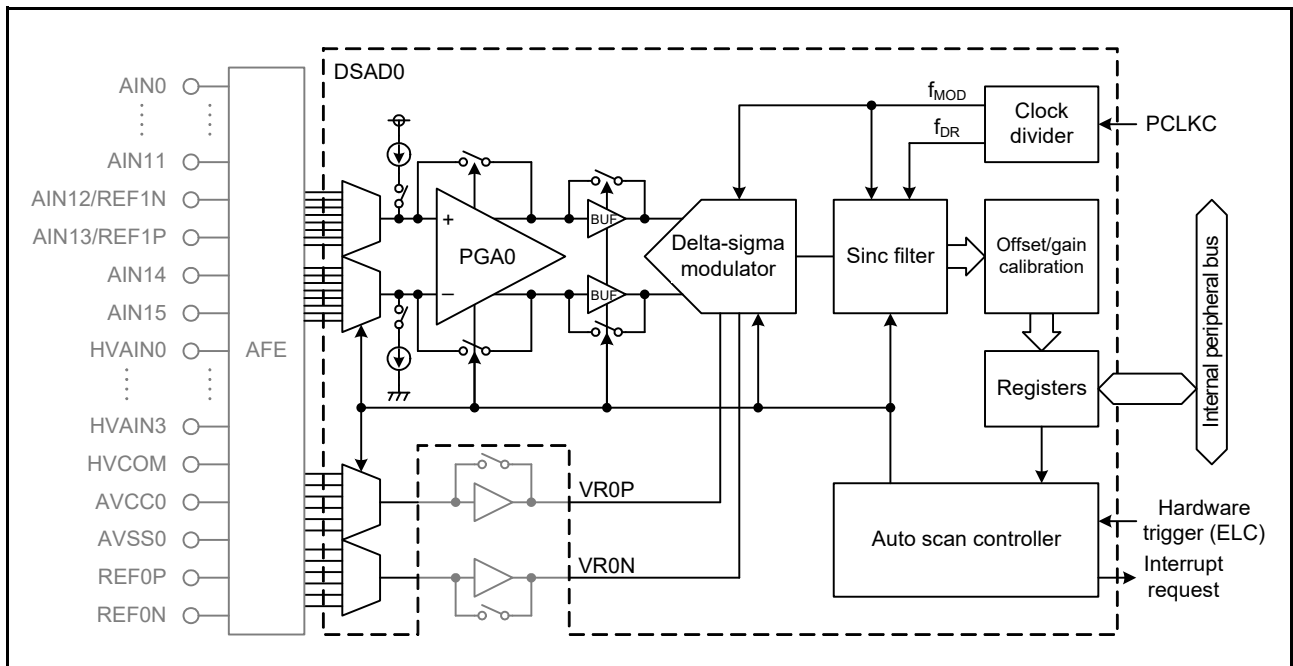 DSAD0
AIN0
AIN11
AIN12/REF1N
AIN13/REF1P
AIN14
AIN15
HVAIN0
HVAIN3
HVCOM
AVCC0
AVSS0
REF0P
REF0N
AFE
+
PGA0
−
BUF
BUF
Delta-sigma
modulator
fMOD
fDR
Clock
divider
PCLKC
Sinc filter
Offset/gain
calibration
Registers
Internal peripheral bus
VR0P
VR0N
Auto scan controller
Hardware
trigger (ELC)
Interrupt
request